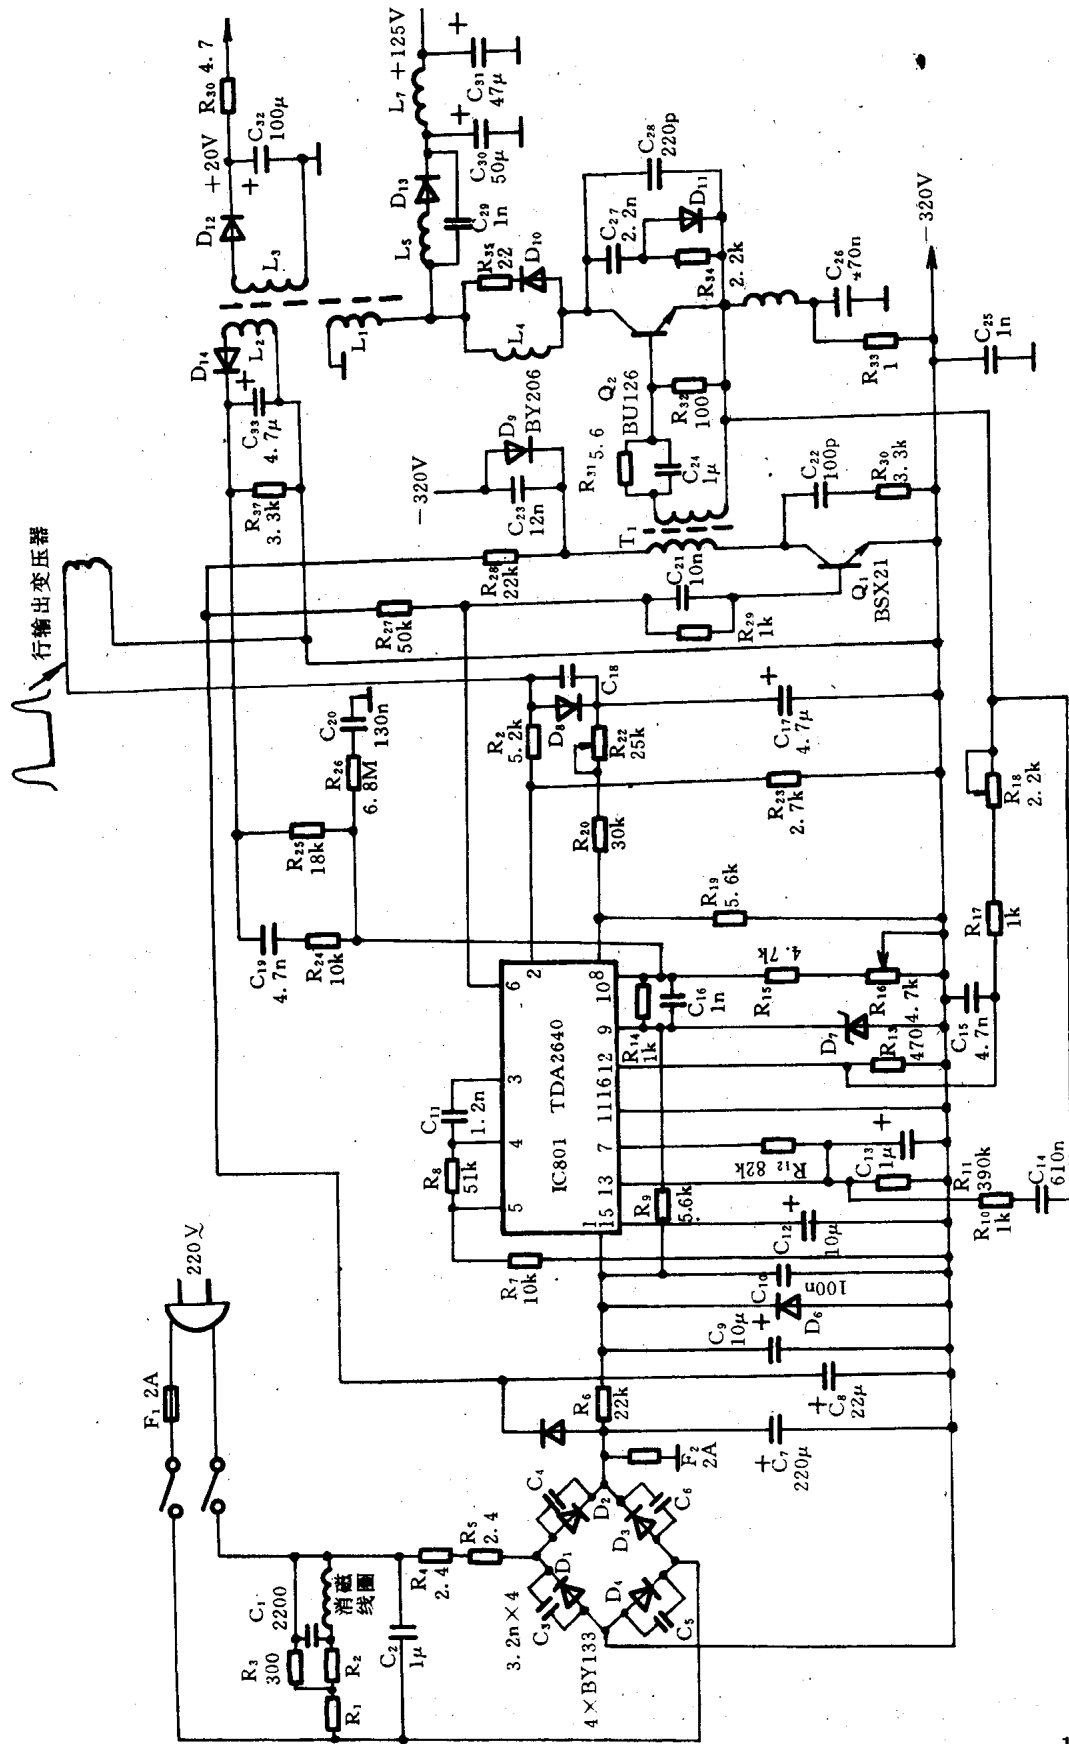 220V
~
F₁ 2A
R₃
300
C₁
2200
消磁
线圈
R₁
R₂
C₂
1μ
R₄
2.4
R₅
2.4
3.2n×4
4×BY133
C₃
C₄
C₅
C₆
D₁
D₂
D₃
D₄
F₂
2A
R₆
22k
+
C₇
220μ
+
C₈
22μ
C₉
10μ
+
D₆
C₁₀
100n
R₇
10k
R₈
51k
C₁₁
1.2n
IC801 TDA2640
5
4
3
6
2
8
1
15
13
7
11
16
12
9
10
R₉
5.6k
C₁₂
10μ
+
R₁₂ 82k
C₁₃
1μ
+
R₁₁
390k
R₁₀
1k
C₁₄
610n
R₁₃
470
D₇
R₁₄
1k
C₁₆
1n
R₁₅
4.7k
R₁₆
4.7k
C₁₅
4.7n
R₁₇
1k
R₁₈
2.2k
R₁₉
5.6k
R₂₀
30k
R₂₂
25k
R₂₃
2.7k
R₂
5.2k
D₈
C₁₈
C₁₇
4.7μ
+
C₁₉
4.7n
R₂₄
10k
R₂₅
18k
R₂₆
6.8M
C₂₀
130n
行输出变压器
R₂₇
50k
R₂₈
22k
R₂₉
1k
C₂₁
10n
Q₁
BSX21
T₁
C₂₂
100p
R₃₀
3.3k
-320V
C₂₃
12n
D₉
BY206
R₃₁ 5.6
C₂₄
1μ
R₃₂
100
Q₂
BU126
R₃₇
3.3k
C₃₃
4.7μ
+
D₁₄
L₂
L₁
L₃
D₁₂
+20V
R₃₀ 4.7
C₃₂
100μ
+
L₅
D₁₃
C₂₉
1n
C₃₀
50μ
+
L₇ +125V
C₃₁
47μ
+
R₃₅
22
D₁₀
L₄
C₂₇
2.2n
C₂₈
220p
D₁₁
R₃₄
2.2k
C₂₆
470n
R₃₃
1
C₂₅
1n
-320V